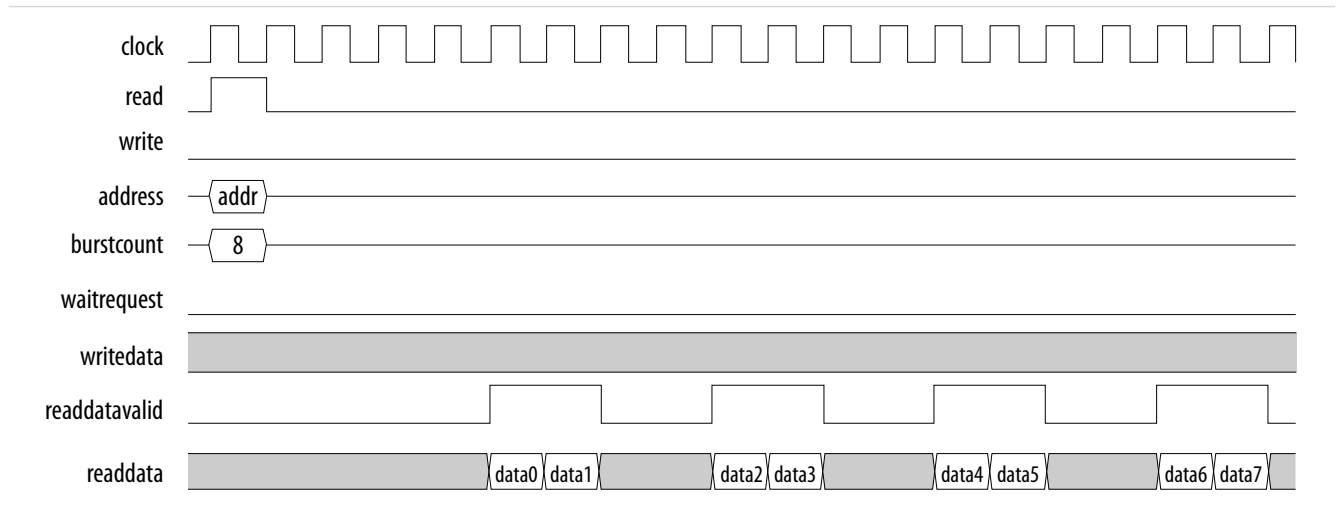 clock
read
write
address addr
burstcount 8
waitrequest
writedata
readdatavalid
readdata data0 data1 data2 data3 data4 data5 data6 data7